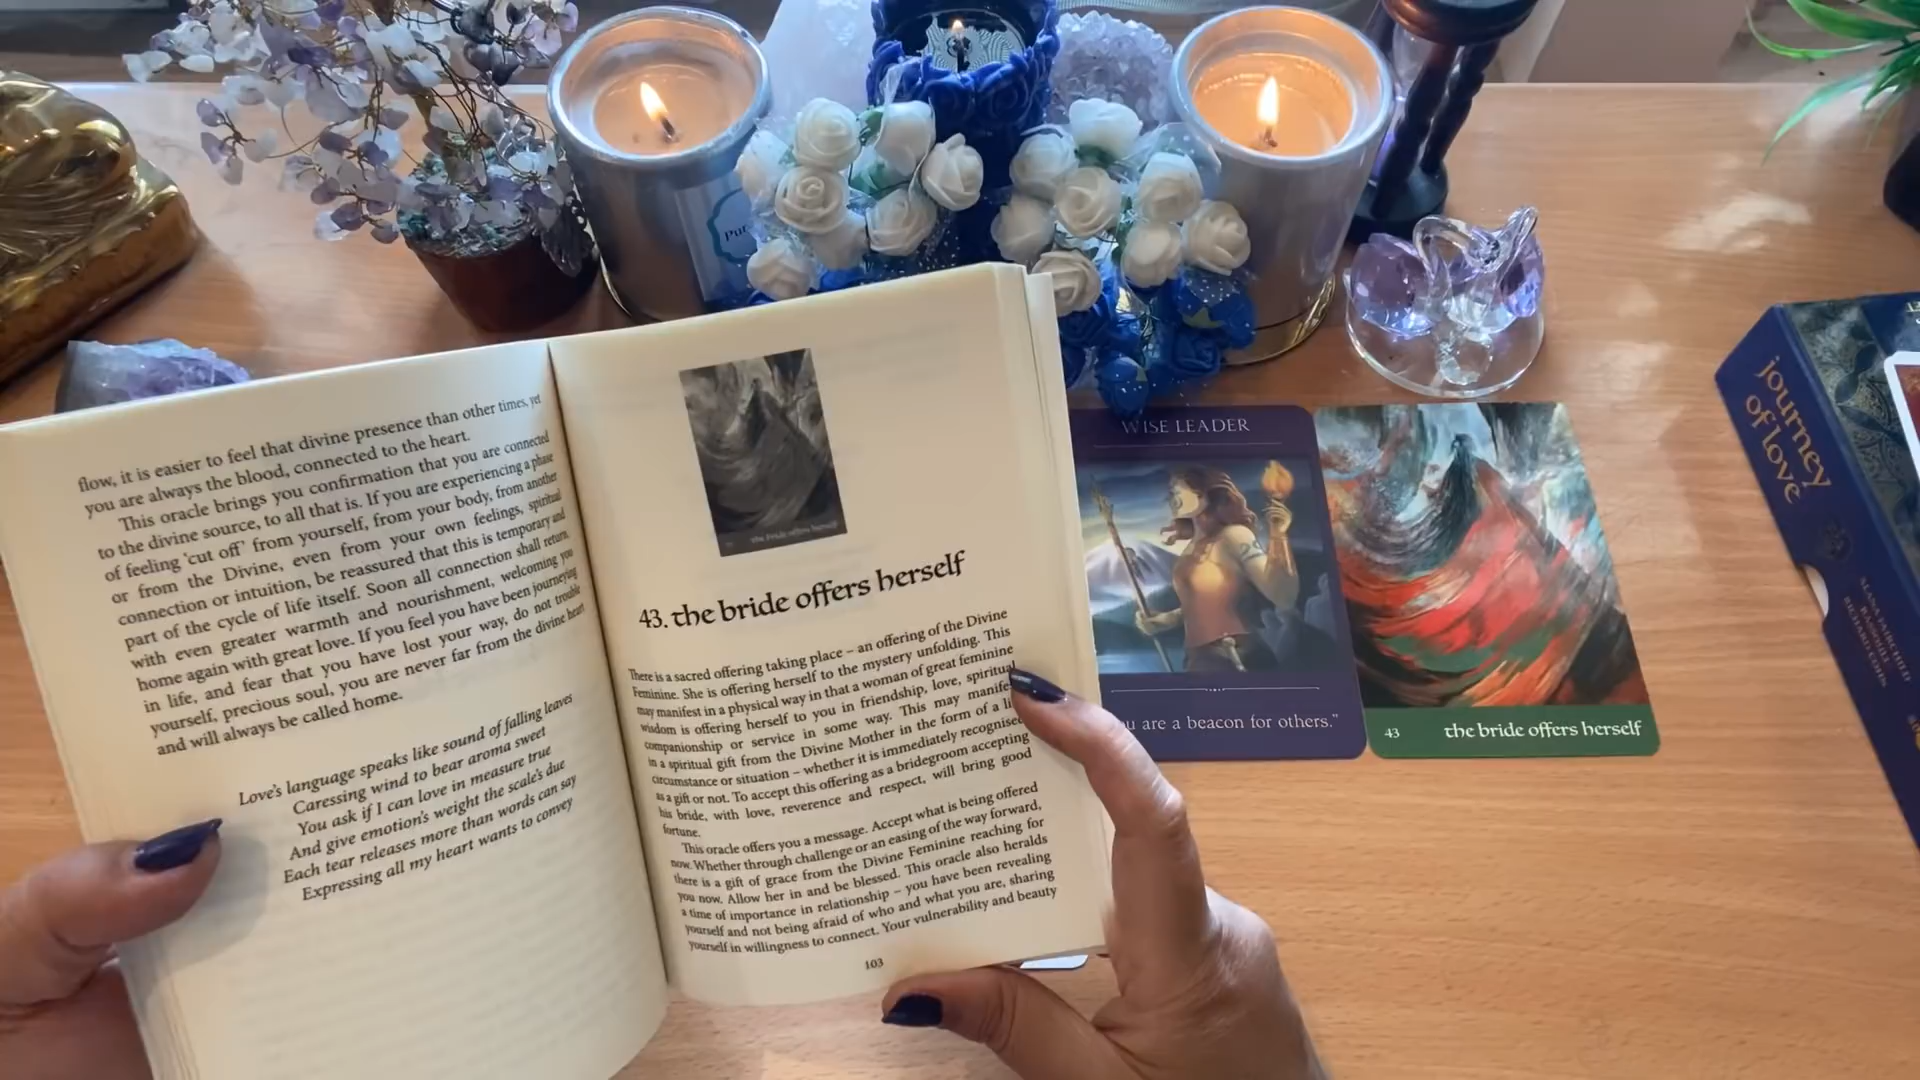 flow, it is easier to feel that divine presence than other times, yet
you are always the blood, connected to the heart.
This oracle brings you confirmation that you are connected
to the divine source, to all that is. If you are experiencing a phase
of feeling 'cut off' from yourself, from your body, from another
or from the Divine, even from your own feelings, spiritual
connection or intuition, be reassured that this is temporary and
part of the cycle of life itself. Soon all connection shall return,
with even greater warmth and nourishment, welcoming you
home again with great love. If you feel you have been journeying
in life, and fear that you have lost your way, do not trouble
yourself, precious soul, you are never far from the divine heart
and will always be called home.
Love's language speaks like sound of falling leaves
Caressing wind to bear aroma sweet
You ask if I can love in measure true
And give emotion's weight the scale's due
Each tear releases more than words can say
Expressing all my heart wants to convey
the bride offers herself
43. the bride offers herself
There is a sacred offering taking place – an offering of the Divine
Feminine. She is offering herself to the mystery unfolding. This
may manifest in a physical way in that a woman of great feminine
wisdom is offering herself to you in friendship, love, spiritual
companionship or service in some way. This may manifest
in a spiritual gift from the Divine Mother in the form of a
circumstance or situation – whether it is immediately recognised
as a gift or not. To accept this offering as a bridegroom accepting
his bride, with love, reverence and respect, will bring good
fortune.
This oracle offers you a message. Accept what is being offered
now. Whether through challenge or an easing of the way forward,
there is a gift of grace from the Divine Feminine reaching for
you now. Allow her in and be blessed. This oracle also heralds
a time of importance in relationship – you have been revealing
yourself and not being afraid of who and what you are, sharing
yourself in willingness to connect. Your vulnerability and beauty
103
WISE LEADER
are a beacon for others."
43 the bride offers herself
journey
of love
ALANA FAIRCHILD
RASSOULI